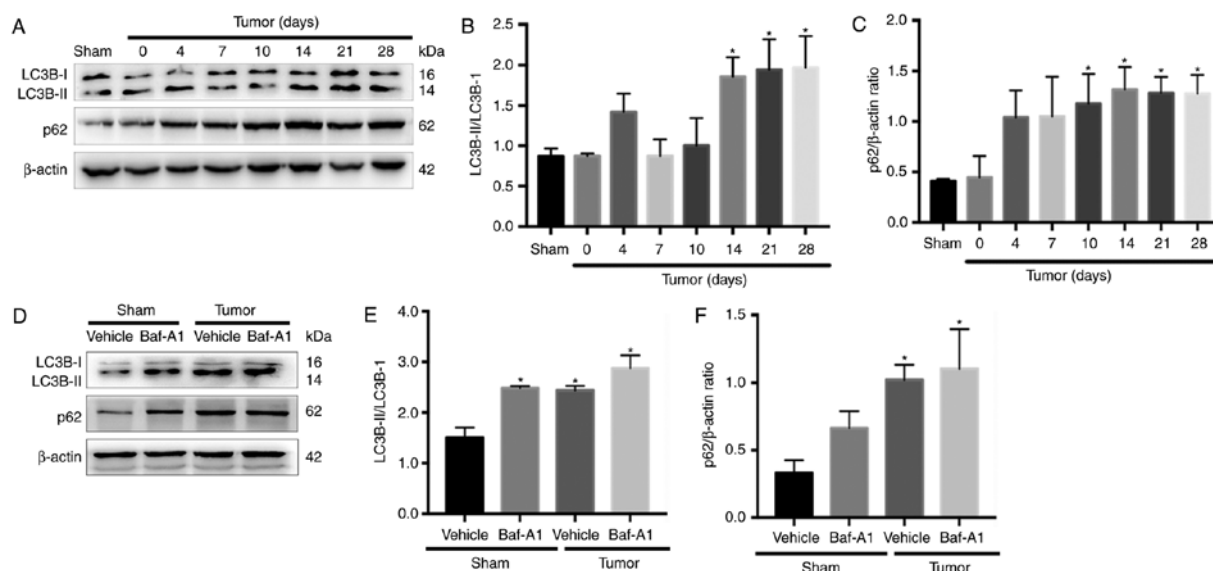 A
Tumor (days)
Sham 0 4 7 10 14 21 28 kDa
LC3B-I 16
LC3B-II 14
p62 62
β-actin 42
B
LC3B-II/LC3B-1
2.5
2.0
1.5
1.0
0.5
0.0
* * *
Sham 0 4 7 10 14 21 28
Tumor (days)
C
p62/β-actin ratio
2.0
1.5
1.0
0.5
0.0
* * * *
Sham 0 4 7 10 14 21 28
Tumor (days)
D
Sham Tumor
Vehicle Baf-A1 Vehicle Baf-A1 kDa
LC3B-I 16
LC3B-II 14
p62 62
β-actin 42
E
LC3B-II/LC3B-1
4.0
3.0
2.0
1.0
0.0
* * *
Vehicle Baf-A1 Vehicle Baf-A1
Sham Tumor
F
p62/β-actin ratio
1.5
1.0
0.5
0.0
* *
Vehicle Baf-A1 Vehicle Baf-A1
Sham Tumor